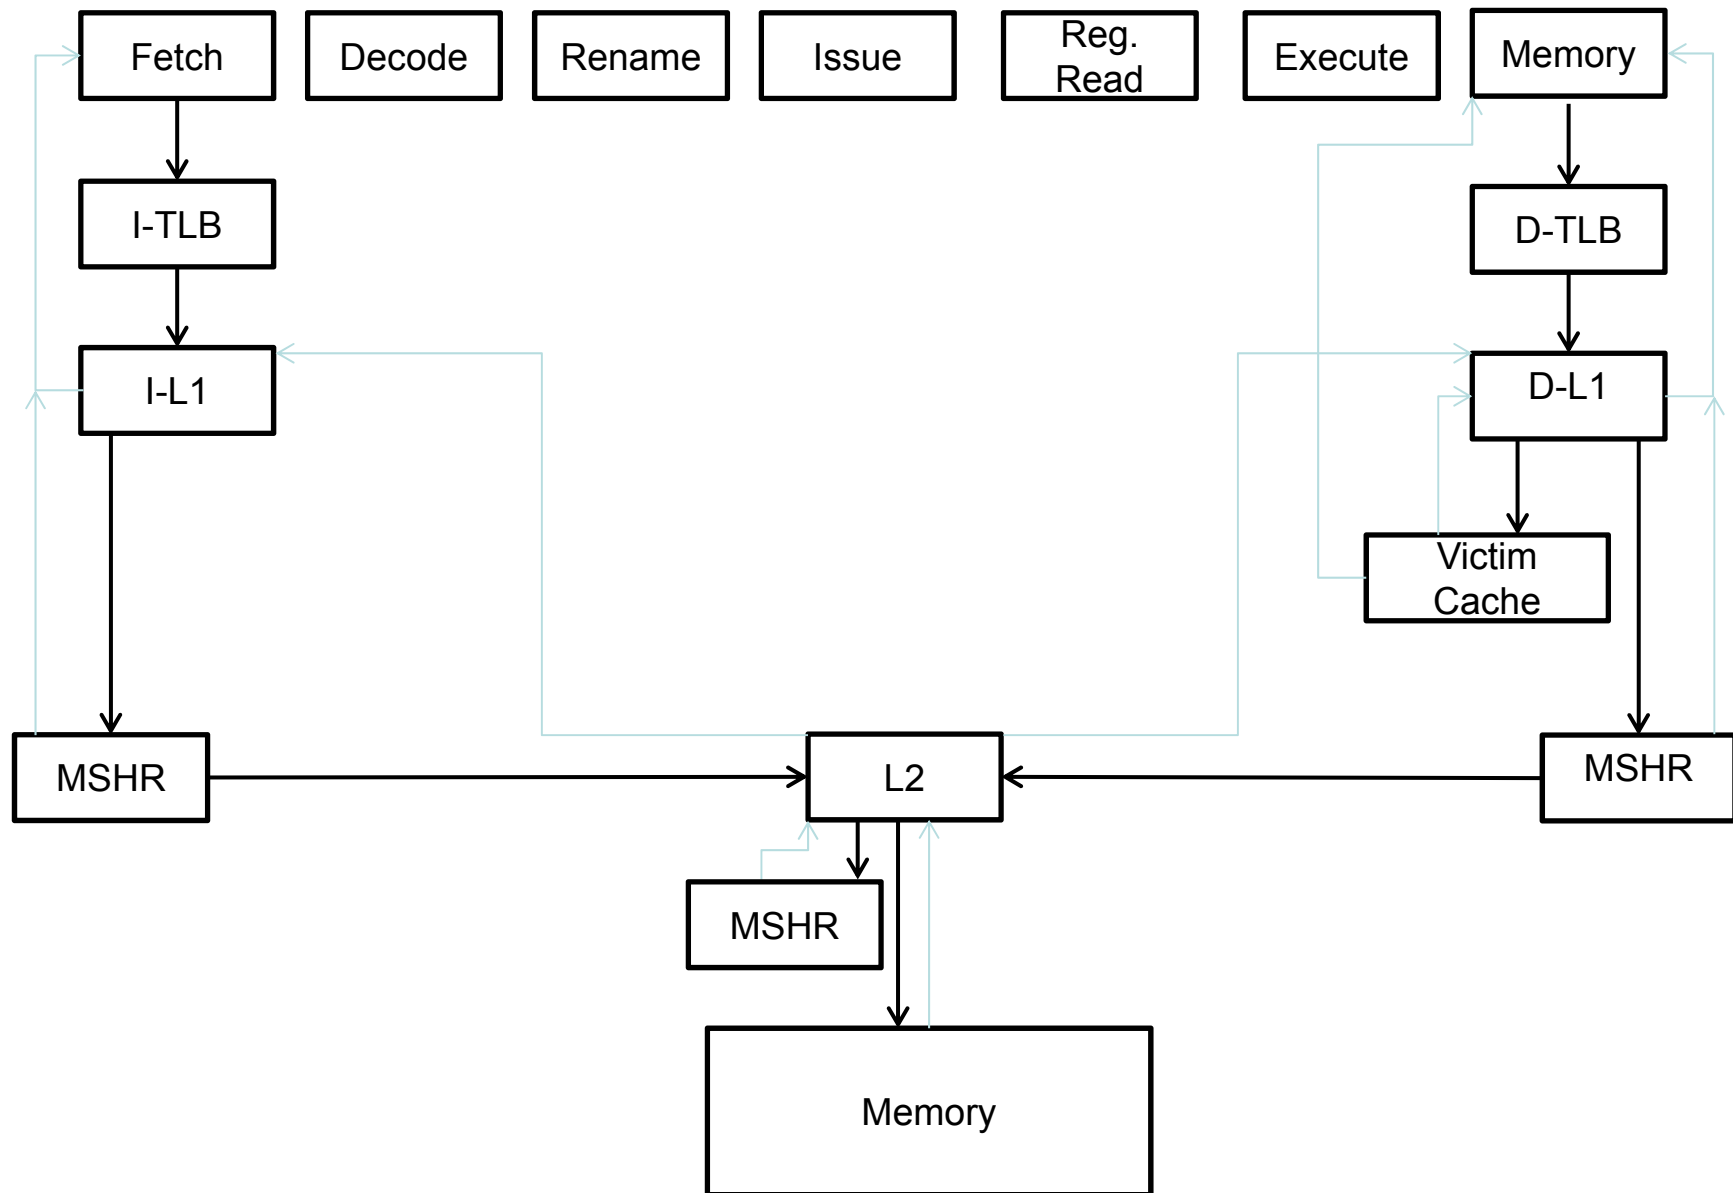 Fetch
Decode
Rename
Issue
Reg.
Read
Execute
Memory
I-TLB
D-TLB
I-L1
D-L1
Victim
Cache
MSHR
L2
MSHR
MSHR
Memory